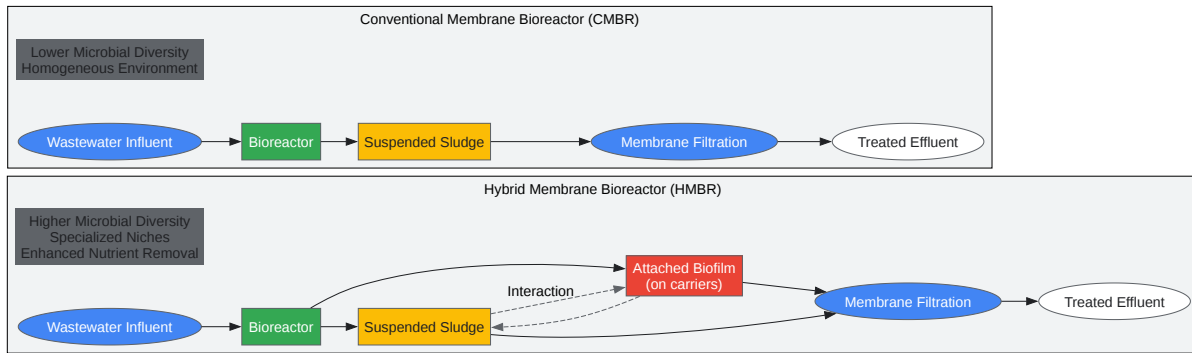 Conventional Membrane Bioreactor (CMBR)
Lower Microbial Diversity
Homogeneous Environment
Wastewater Influent
Bioreactor
Suspended Sludge
Membrane Filtration
Treated Effluent
Hybrid Membrane Bioreactor (HMBR)
Higher Microbial Diversity
Specialized Niches
Enhanced Nutrient Removal
Wastewater Influent
Bioreactor
Suspended Sludge
Interaction
Attached Biofilm
(on carriers)
Membrane Filtration
Treated Effluent